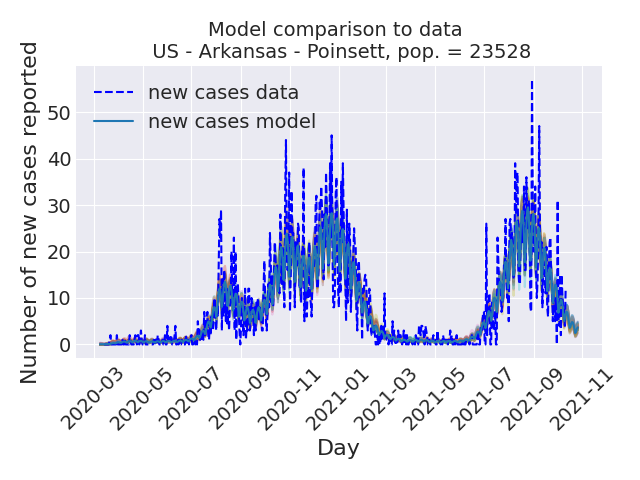 Model comparison to data
US - Arkansas - Poinsett, pop. = 23528
new cases data
new cases model
Number of new cases reported
50
40
30
20
10
0
2020-03
2020-05
2020-07
2020-09
2020-11
2021-01
2021-03
2021-05
2021-07
2021-09
2021-11
Day